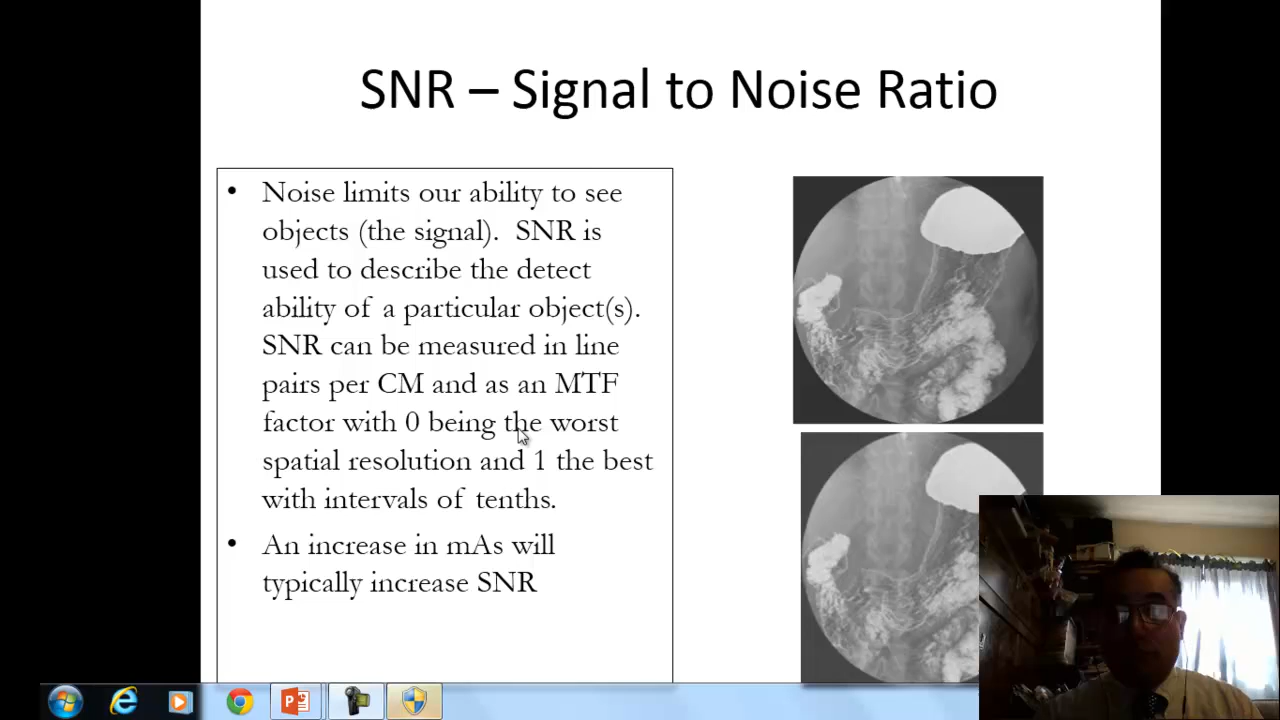 SNR – Signal to Noise Ratio
• Noise limits our ability to see
objects (the signal). SNR is
used to describe the detect
ability of a particular object(s).
SNR can be measured in line
pairs per CM and as an MTF
factor with 0 being the worst
spatial resolution and 1 the best
with intervals of tenths.
• An increase in mAs will
typically increase SNR